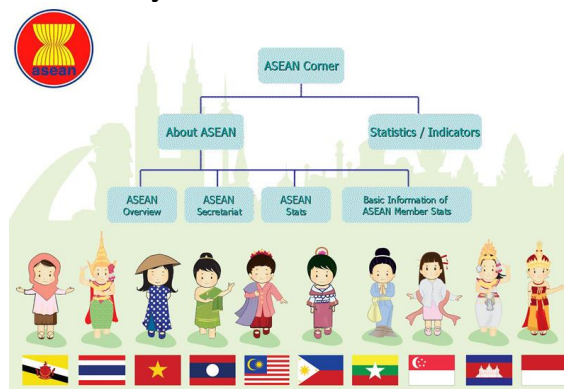 asean
ASEAN Corner
About ASEAN
Statistics / Indicators
ASEAN
Overview
ASEAN
Secretariat
ASEAN
Stats
Basic Information of
ASEAN Member Stats